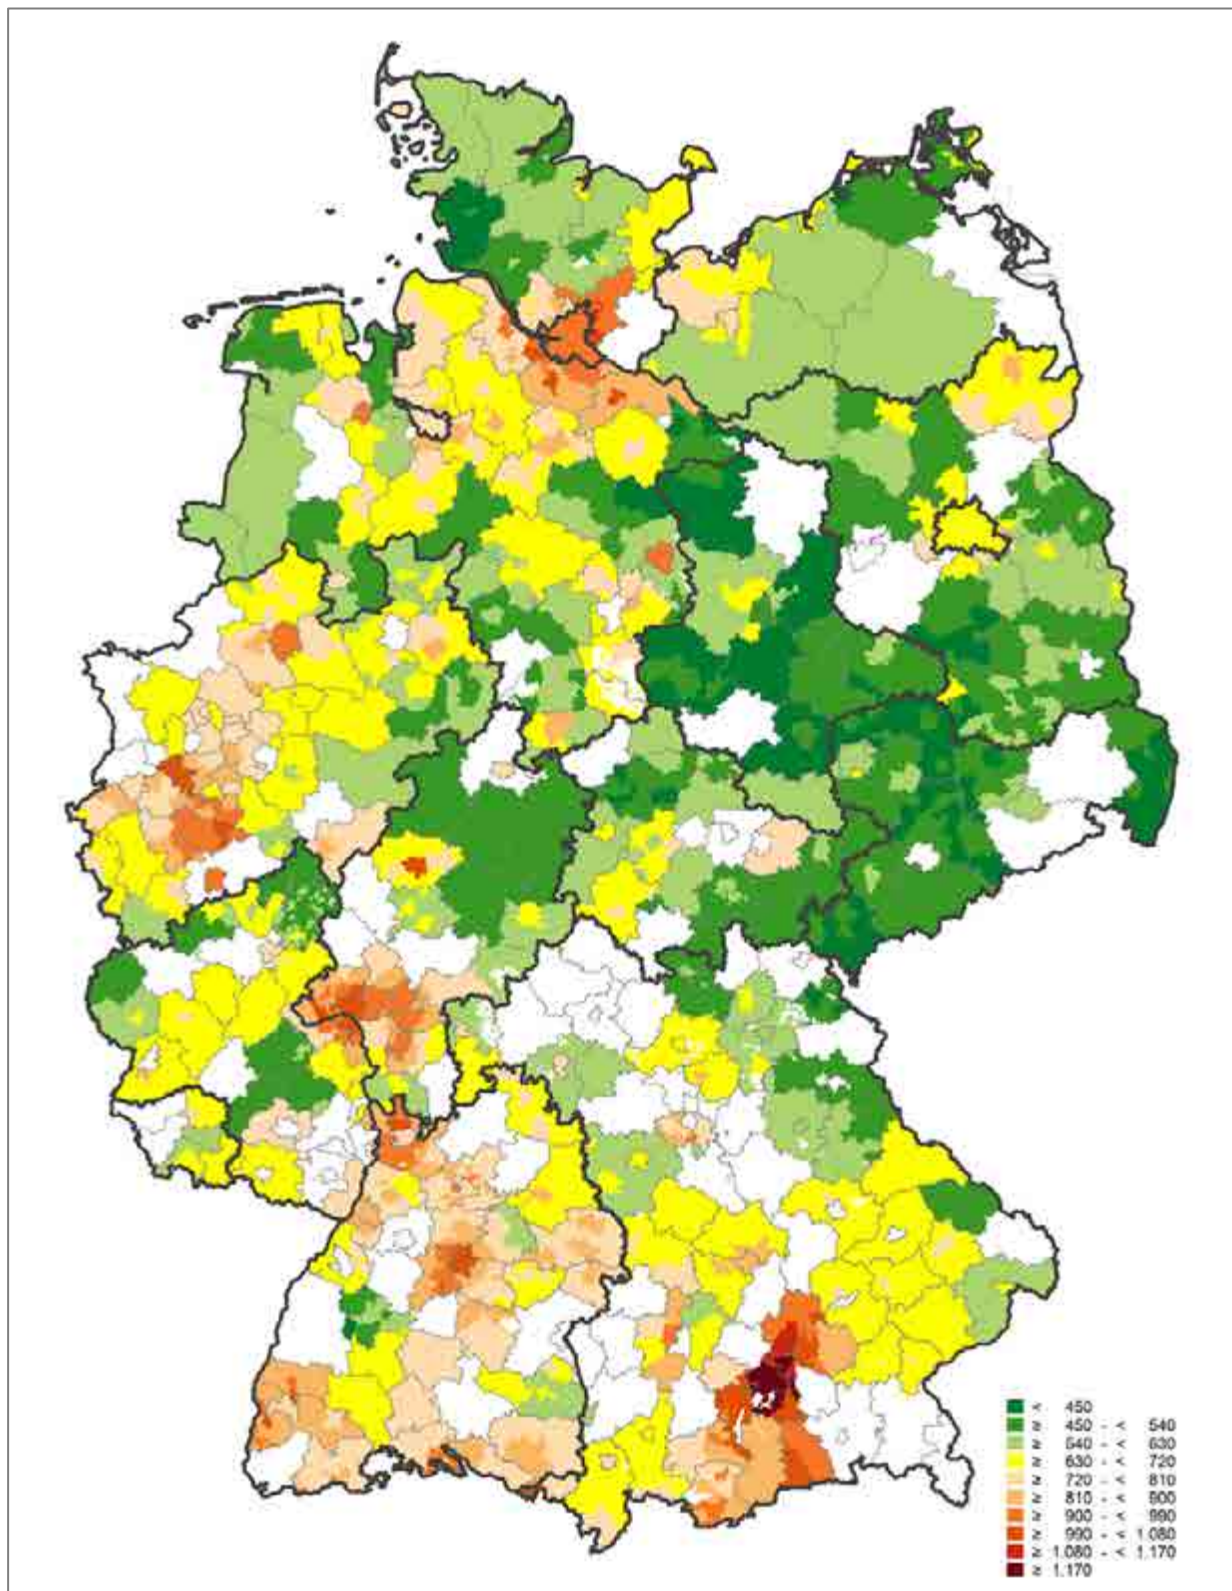 < 450
≥ 450 - < 540
≥ 540 - < 630
≥ 630 - < 720
≥ 720 - < 810
≥ 810 - < 900
≥ 900 - < 990
≥ 990 - < 1.080
≥ 1.080 - < 1.170
≥ 1.170